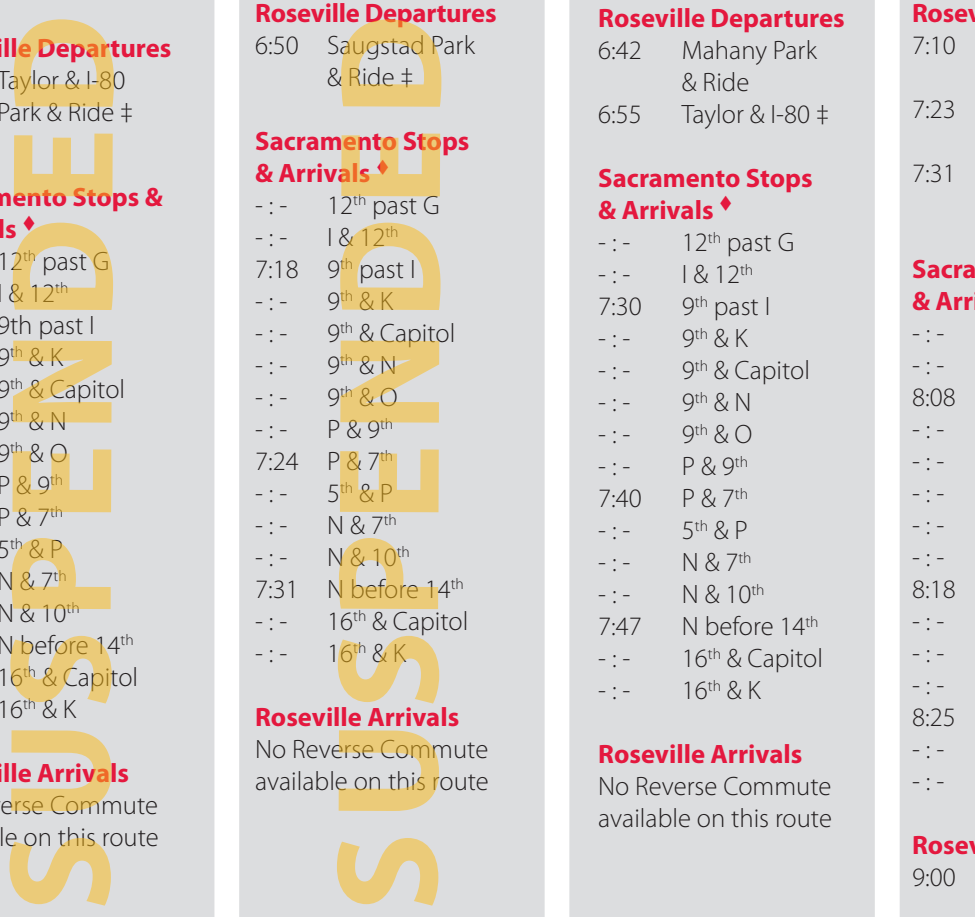 ille Departures
Taylor & I-80
Park & Ride ‡
mento Stops &
ls ♦
12th past G
I & 12th
9th past I
9th & K
9th & Capitol
9th & N
9th & O
P & 9th
P & 7th
5th & P
N & 7th
N & 10th
N before 14th
16th & Capitol
16th & K
ille Arrivals
erse Commute
le on this route
SUSPENDED
Roseville Departures
6:50 Saugstad Park
& Ride ‡
Sacramento Stops
& Arrivals ♦
- : - 12th past G
- : - I & 12th
7:18 9th past I
- : - 9th & K
- : - 9th & Capitol
- : - 9th & N
- : - 9th & O
- : - P & 9th
7:24 P & 7th
- : - 5th & P
- : - N & 7th
- : - N & 10th
7:31 N before 14th
- : - 16th & Capitol
- : - 16th & K
Roseville Arrivals
No Reverse Commute
available on this route
SUSPENDED
Roseville Departures
6:42 Mahany Park
& Ride
6:55 Taylor & I-80 ‡
Sacramento Stops
& Arrivals ♦
- : - 12th past G
- : - I & 12th
7:30 9th past I
- : - 9th & K
- : - 9th & Capitol
- : - 9th & N
- : - 9th & O
- : - P & 9th
7:40 P & 7th
- : - 5th & P
- : - N & 7th
- : - N & 10th
7:47 N before 14th
- : - 16th & Capitol
- : - 16th & K
Roseville Arrivals
No Reverse Commute
available on this route
Rosev
7:10
7:23
7:31
Sacra
& Arri
- : -
- : -
8:08
- : -
- : -
- : -
- : -
- : -
8:18
- : -
- : -
- : -
8:25
- : -
- : -
Rosev
9:00